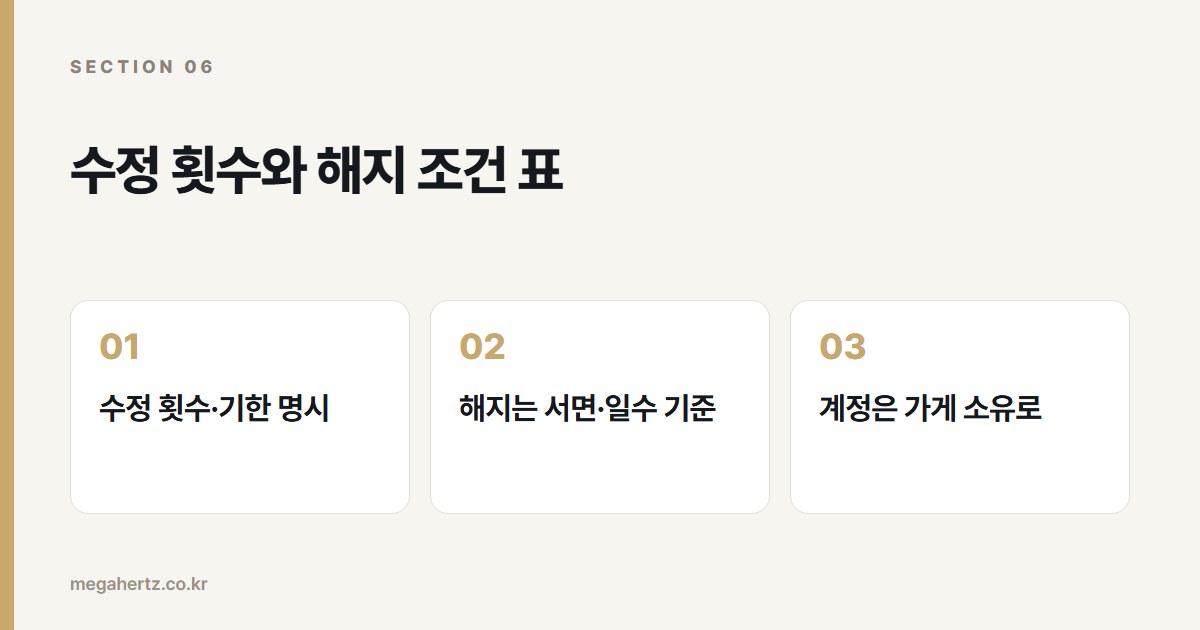 SECTION 06
수정 횟수와 해지 조건 표
01
수정 횟수·기한 명시
02
해지는 서면·일수 기준
03
계정은 가게 소유로
megahertz.co.kr